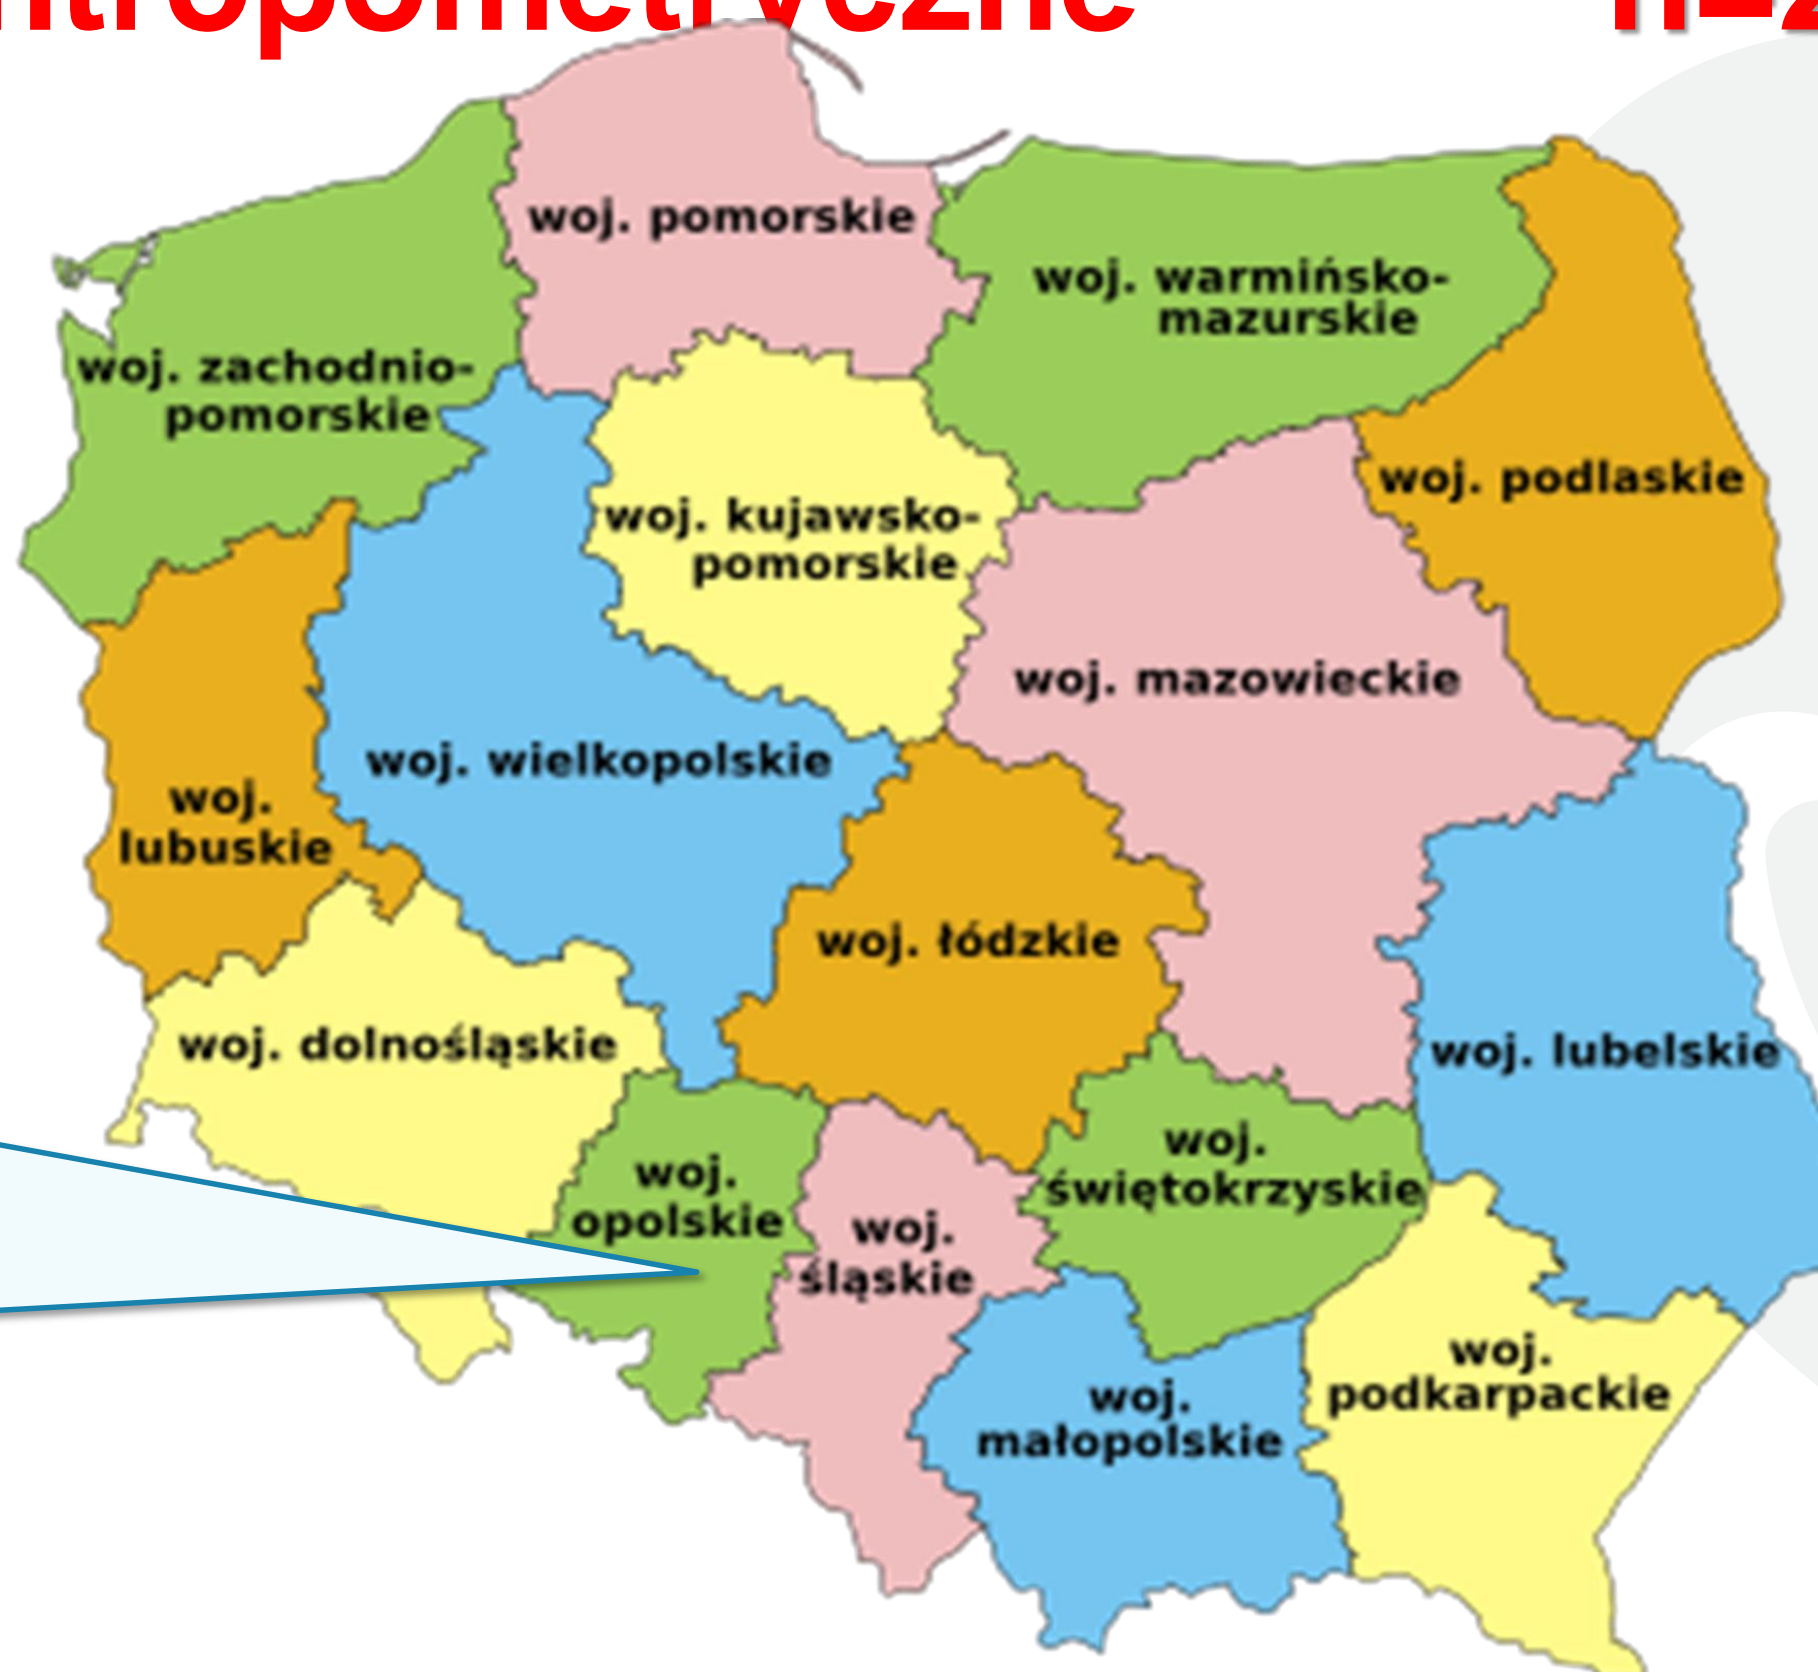 woj. pomorskie
woj. warmińsko-
mazurskie
woj. zachodnio-
pomorskie
woj. podlaskie
woj. kujawsko-
pomorskie
woj. mazowieckie
woj. wielkopolskie
woj.
lubuskie
woj. łódzkie
woj. dolnośląskie
woj. lubelskie
woj.
opolskie
woj.
śląskie
woj.
świętokrzyskie
woj.
małopolskie
woj.
podkarpackie